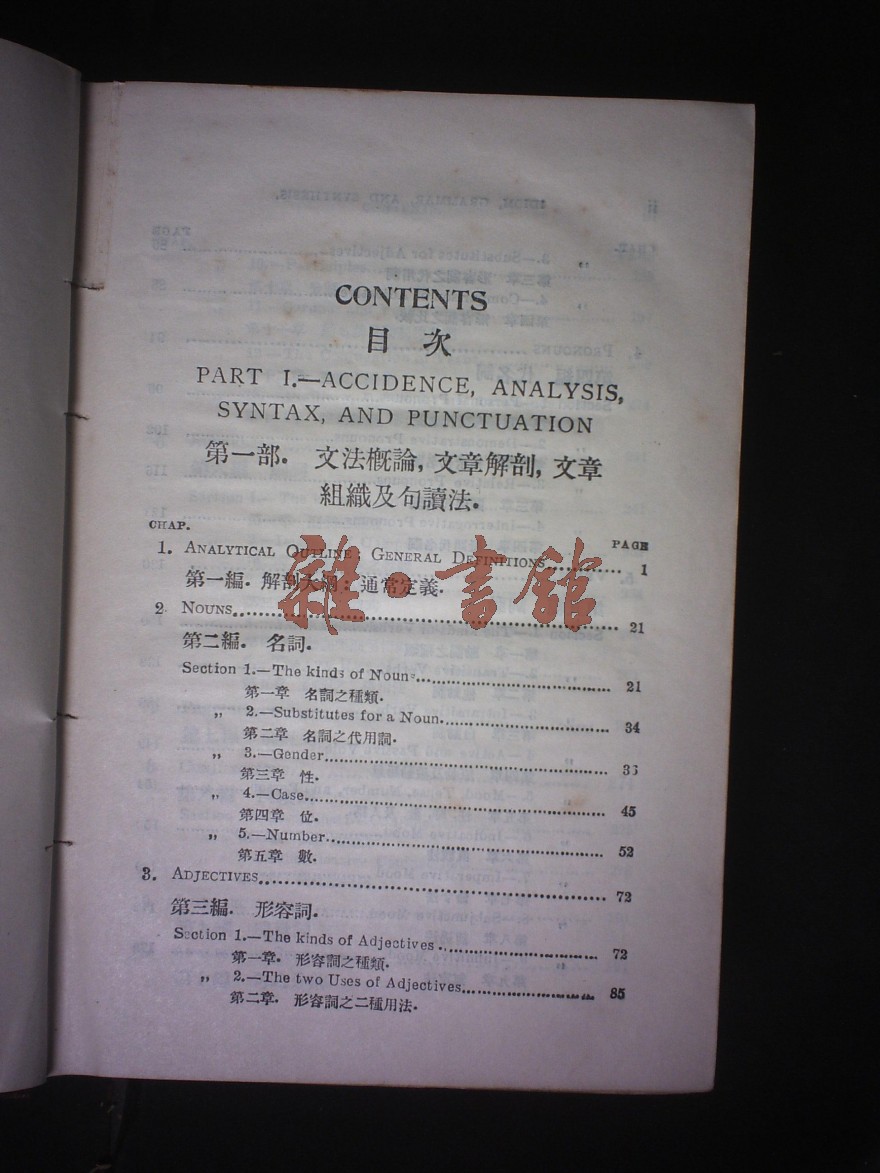 CONTENTS
目次
PART I.—ACCIDENCE, ANALYSIS,
SYNTAX, AND PUNCTUATION
第一部. 文法概論, 文章解剖, 文章
組織及句讀法.
CHAP. PAGE
1. ANALYTICAL OUTLINE; GENERAL DEFINITIONS 1
第一編. 解剖大綱; 通常定義.
2 NOUNS 21
第二編. 名詞.
Section 1.—The kinds of Nouns 21
第一章 名詞之種類.
„ 2.—Substitutes for a Noun 34
第二章 名詞之代用詞.
„ 3.—Gender
第三章 性.
„ 4.—Case 45
第四章 位.
„ 5.—Number 52
第五章 數.
3. ADJECTIVES 72
第三編. 形容詞.
Section 1.—The kinds of Adjectives 72
第一章. 形容詞之種類.
„ 2.—The two Uses of Adjectives 85
第二章. 形容詞之二種用法.
雜·書館